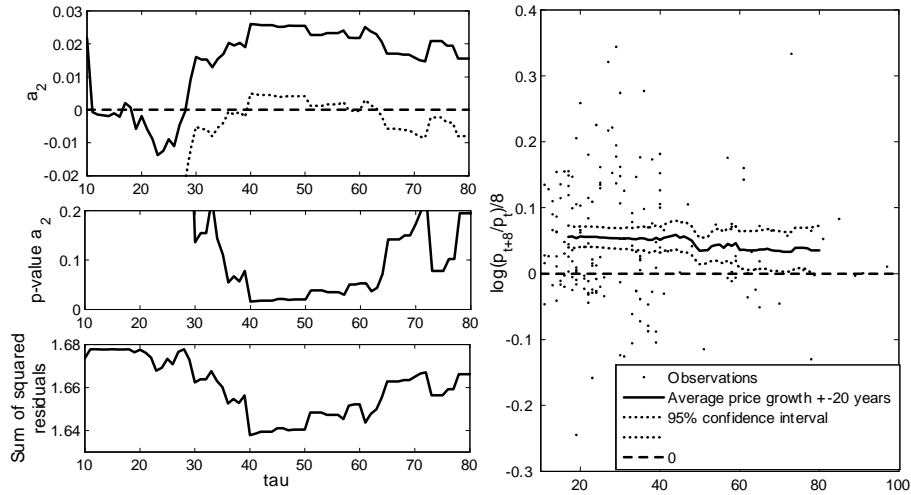 a2
0.03
0.02
0.01
0
-0.01
-0.02
10 20 30 40 50 60 70 80
p-value a2
0.2
0.1
0
10 20 30 40 50 60 70 80
Sum of squared
residuals
1.68
1.66
1.64
10 20 30 40 50 60 70 80
tau
log(pt+8/pt)/8
0.4
0.3
0.2
0.1
0
-0.1
-0.2
-0.3
20 40 60 80 100
Observations
Average price growth +-20 years
95% confidence interval
0